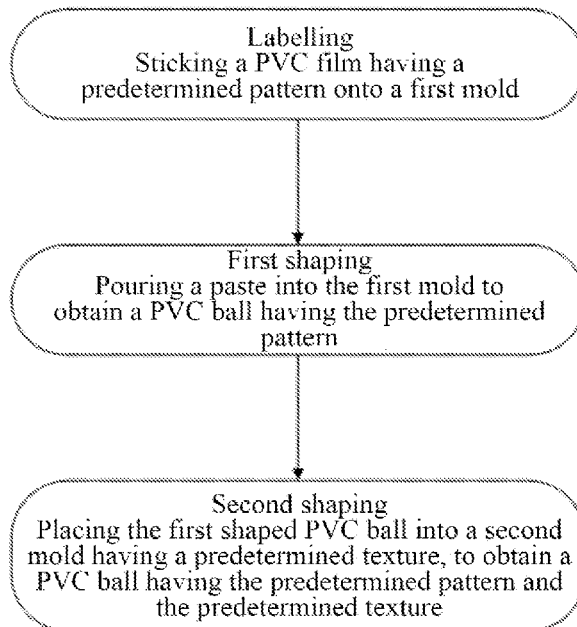 Labelling
Sticking a PVC film having a
predetermined pattern onto a first mold
First shaping
Pouring a paste into the first mold to
obtain a PVC ball having the predetermined
pattern
Second shaping
Placing the first shaped PVC ball into a second
mold having a predetermined texture, to obtain a
PVC ball having the predetermined pattern and
the predetermined texture